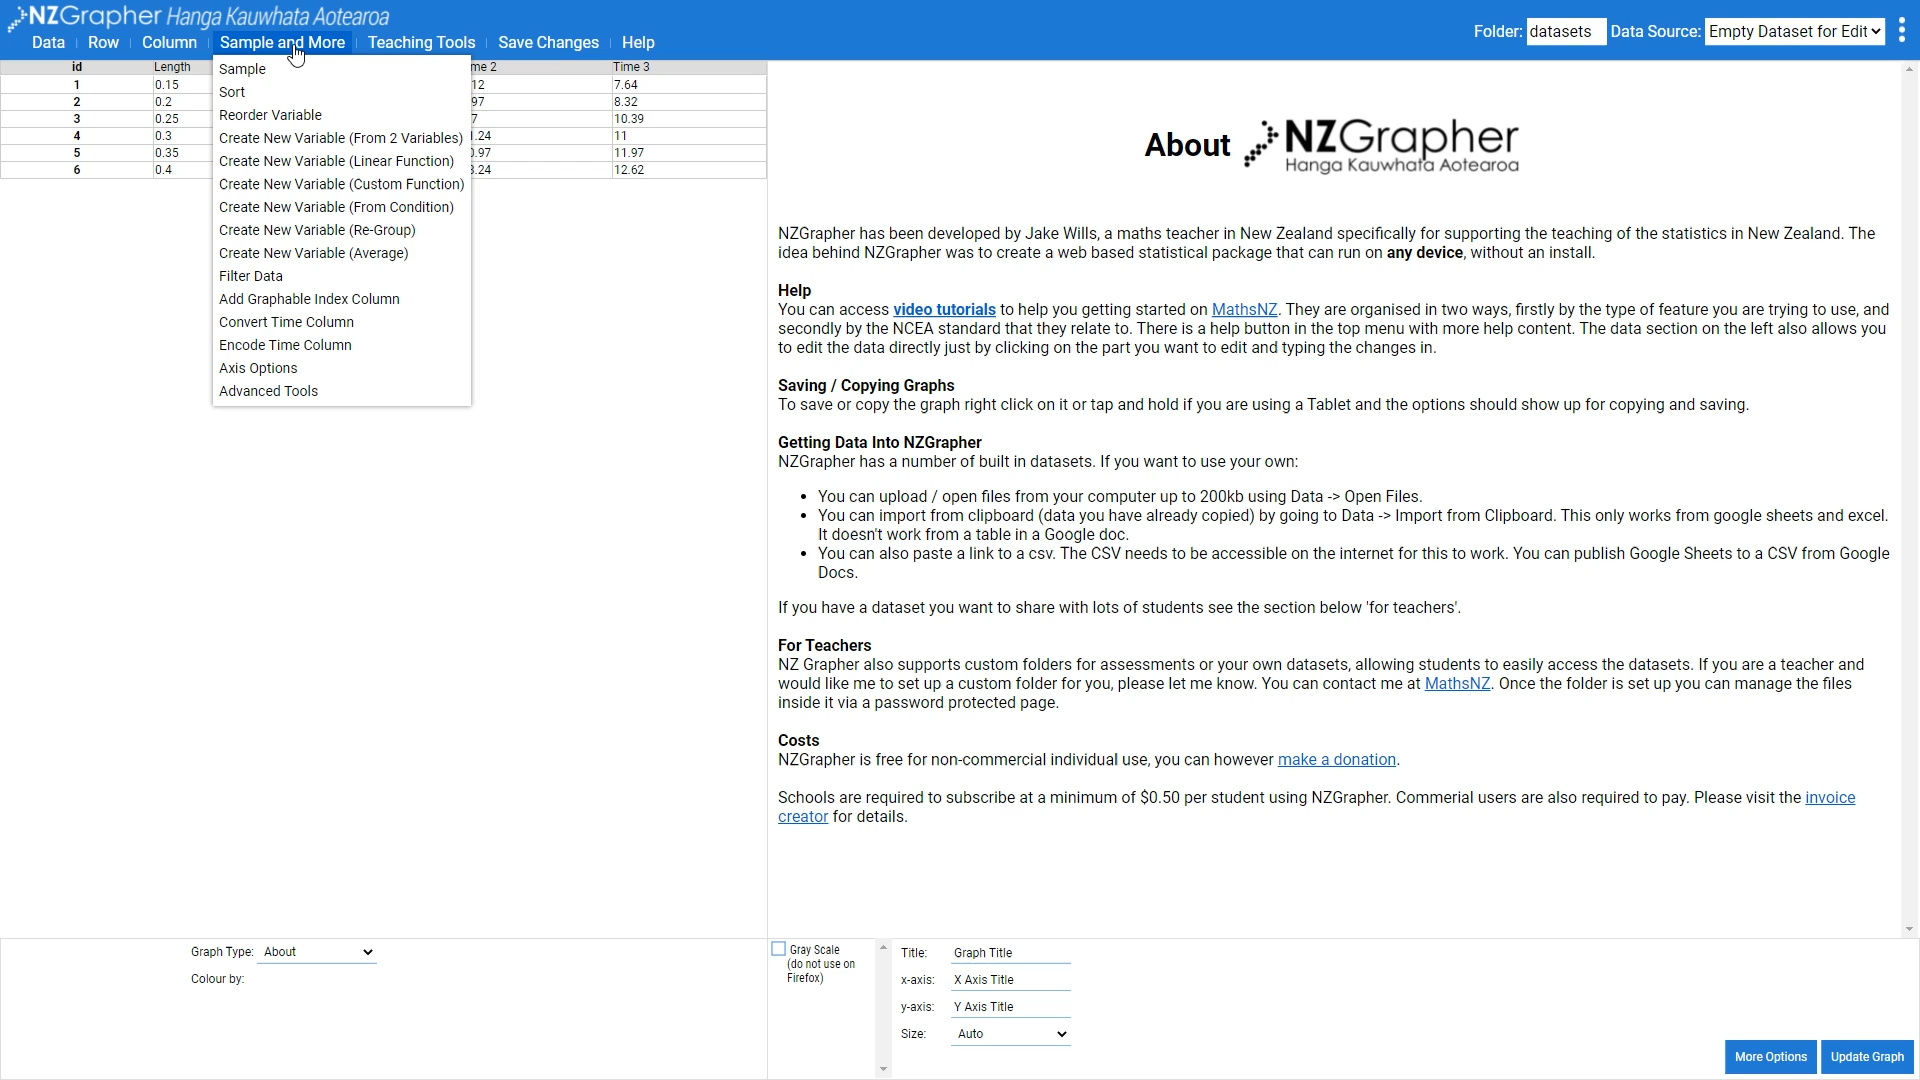 NZGrapher Hanga Kauwhata Aotearoa
Data Row Column Sample and More Teaching Tools Save Changes Help
Folder: datasets Data Source: Empty Dataset for Edit
id Length me 2 Time 3
1 0.15 12 7.64
2 0.2 97 8.32
3 0.25 7 10.39
4 0.3 .24 11
5 0.35 0.97 11.97
6 0.4 3.24 12.62
Sample
Sort
Reorder Variable
Create New Variable (From 2 Variables)
Create New Variable (Linear Function)
Create New Variable (Custom Function)
Create New Variable (From Condition)
Create New Variable (Re-Group)
Create New Variable (Average)
Filter Data
Add Graphable Index Column
Convert Time Column
Encode Time Column
Axis Options
Advanced Tools
About NZGrapher
Hanga Kauwhata Aotearoa
NZGrapher has been developed by Jake Wills, a maths teacher in New Zealand specifically for supporting the teaching of the statistics in New Zealand. The
idea behind NZGrapher was to create a web based statistical package that can run on any device, without an install.
Help
You can access video tutorials to help you getting started on MathsNZ. They are organised in two ways, firstly by the type of feature you are trying to use, and
secondly by the NCEA standard that they relate to. There is a help button in the top menu with more help content. The data section on the left also allows you
to edit the data directly just by clicking on the part you want to edit and typing the changes in.
Saving / Copying Graphs
To save or copy the graph right click on it or tap and hold if you are using a Tablet and the options should show up for copying and saving.
Getting Data Into NZGrapher
NZGrapher has a number of built in datasets. If you want to use your own:
• You can upload / open files from your computer up to 200kb using Data -> Open Files.
• You can import from clipboard (data you have already copied) by going to Data -> Import from Clipboard. This only works from google sheets and excel.
It doesn't work from a table in a Google doc.
• You can also paste a link to a csv. The CSV needs to be accessible on the internet for this to work. You can publish Google Sheets to a CSV from Google
Docs.
If you have a dataset you want to share with lots of students see the section below 'for teachers'.
For Teachers
NZ Grapher also supports custom folders for assessments or your own datasets, allowing students to easily access the datasets. If you are a teacher and
would like me to set up a custom folder for you, please let me know. You can contact me at MathsNZ. Once the folder is set up you can manage the files
inside it via a password protected page.
Costs
NZGrapher is free for non-commercial individual use, you can however make a donation.
Schools are required to subscribe at a minimum of $0.50 per student using NZGrapher. Commerial users are also required to pay. Please visit the invoice
creator for details.
Graph Type: About
Colour by:
Gray Scale
(do not use on
Firefox)
Title: Graph Title
x-axis: X Axis Title
y-axis: Y Axis Title
Size: Auto
More Options Update Graph